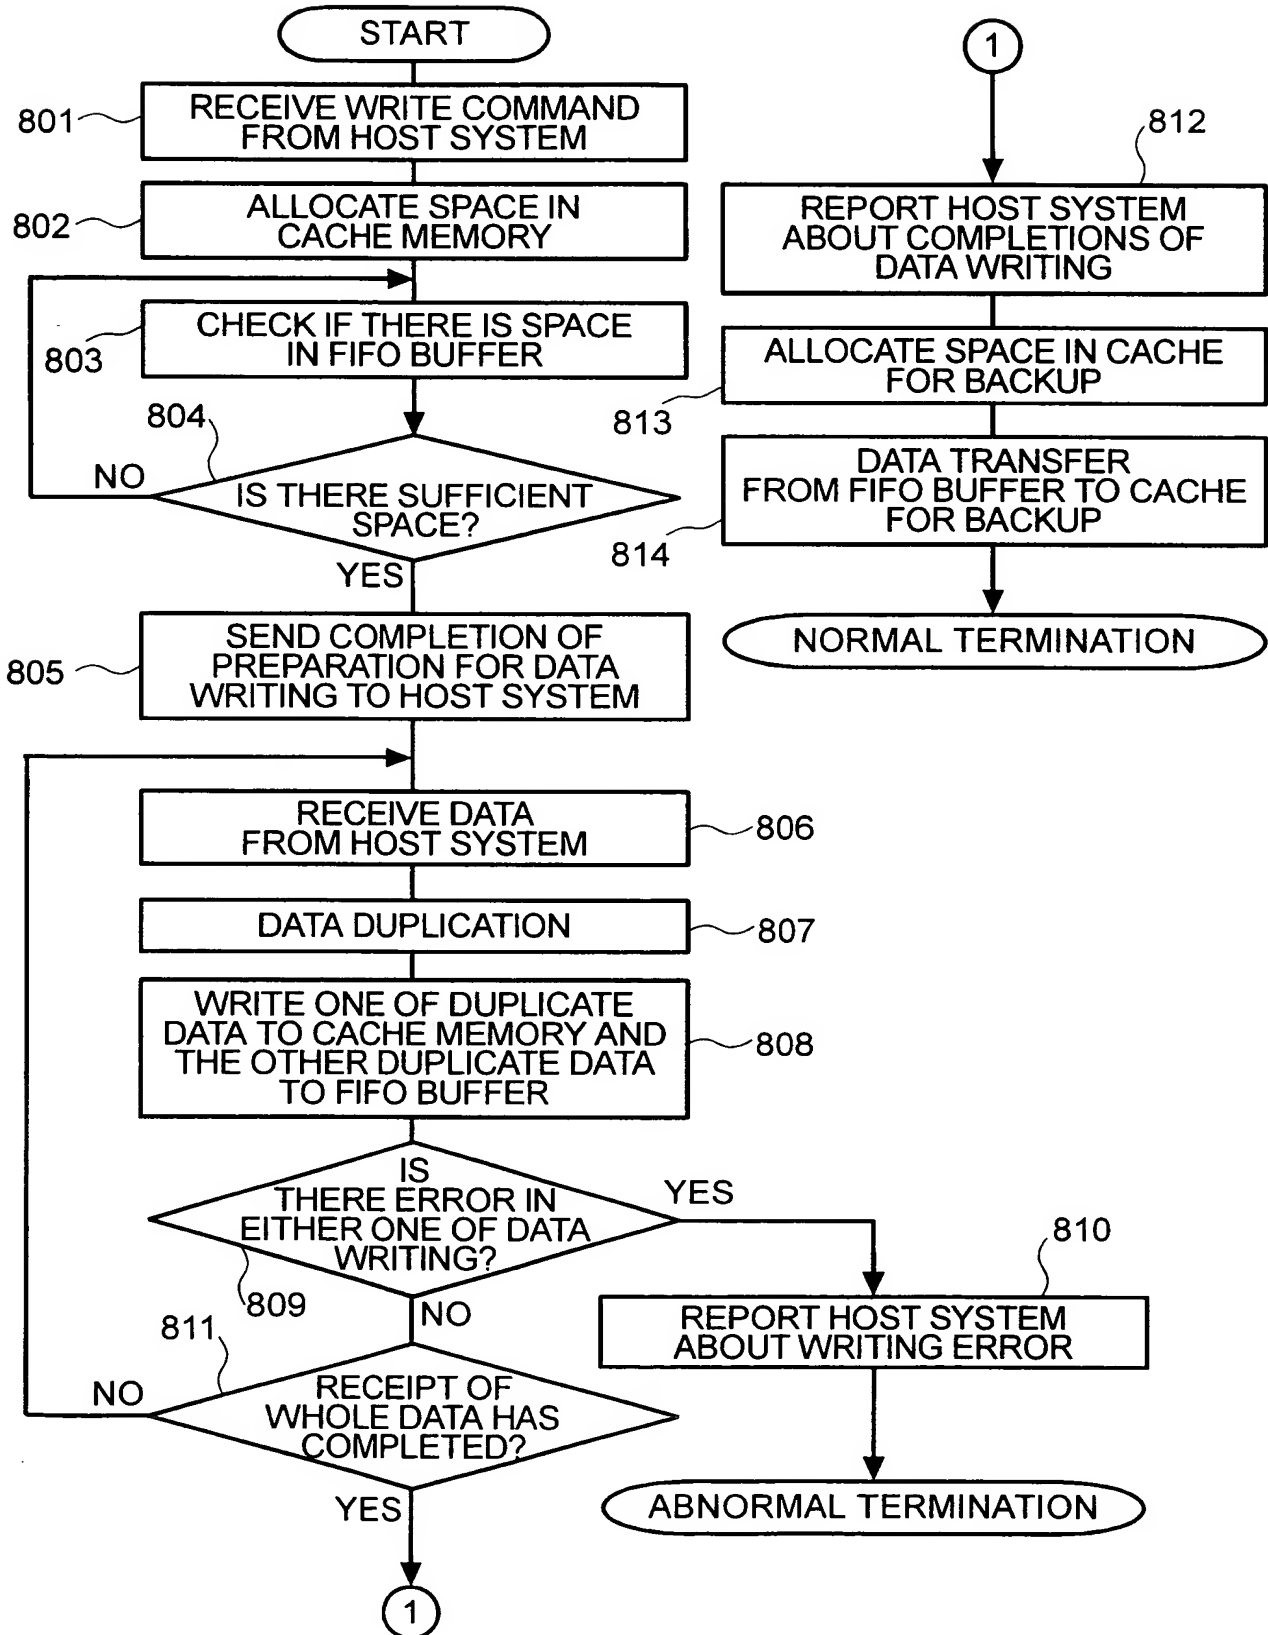 START
801
RECEIVE WRITE COMMAND
FROM HOST SYSTEM
802
ALLOCATE SPACE IN
CACHE MEMORY
803
CHECK IF THERE IS SPACE
IN FIFO BUFFER
804
NO
IS THERE SUFFICIENT
SPACE?
YES
805
SEND COMPLETION OF
PREPARATION FOR DATA
WRITING TO HOST SYSTEM
RECEIVE DATA
FROM HOST SYSTEM
806
DATA DUPLICATION
807
WRITE ONE OF DUPLICATE
DATA TO CACHE MEMORY AND
THE OTHER DUPLICATE DATA
TO FIFO BUFFER
808
IS
THERE ERROR IN
EITHER ONE OF DATA
WRITING?
YES
809
NO
810
REPORT HOST SYSTEM
ABOUT WRITING ERROR
ABNORMAL TERMINATION
811
NO
RECEIPT OF
WHOLE DATA HAS
COMPLETED?
YES
1
1
812
REPORT HOST SYSTEM
ABOUT COMPLETIONS OF
DATA WRITING
ALLOCATE SPACE IN CACHE
FOR BACKUP
813
DATA TRANSFER
FROM FIFO BUFFER TO CACHE
FOR BACKUP
814
NORMAL TERMINATION